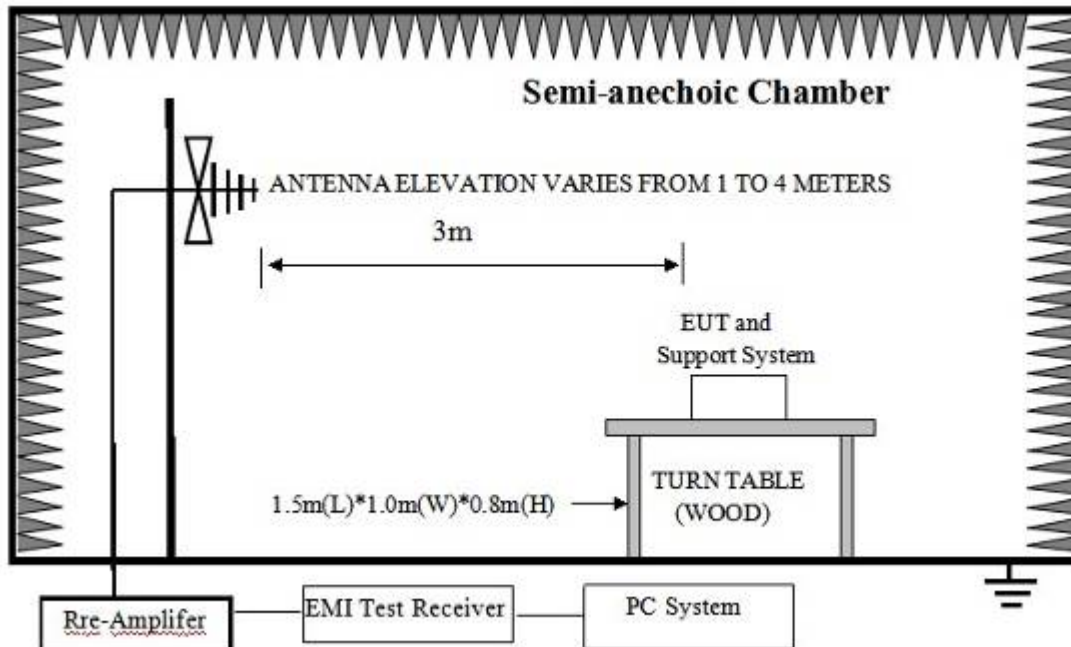 Semi-anechoic Chamber
ANTENNA ELEVATION VARIES FROM 1 TO 4 METERS
3m
EUT and
Support System
1.5m(L)*1.0m(W)*0.8m(H)
TURN TABLE
(WOOD)
Rre-Amplifer
EMI Test Receiver
PC System